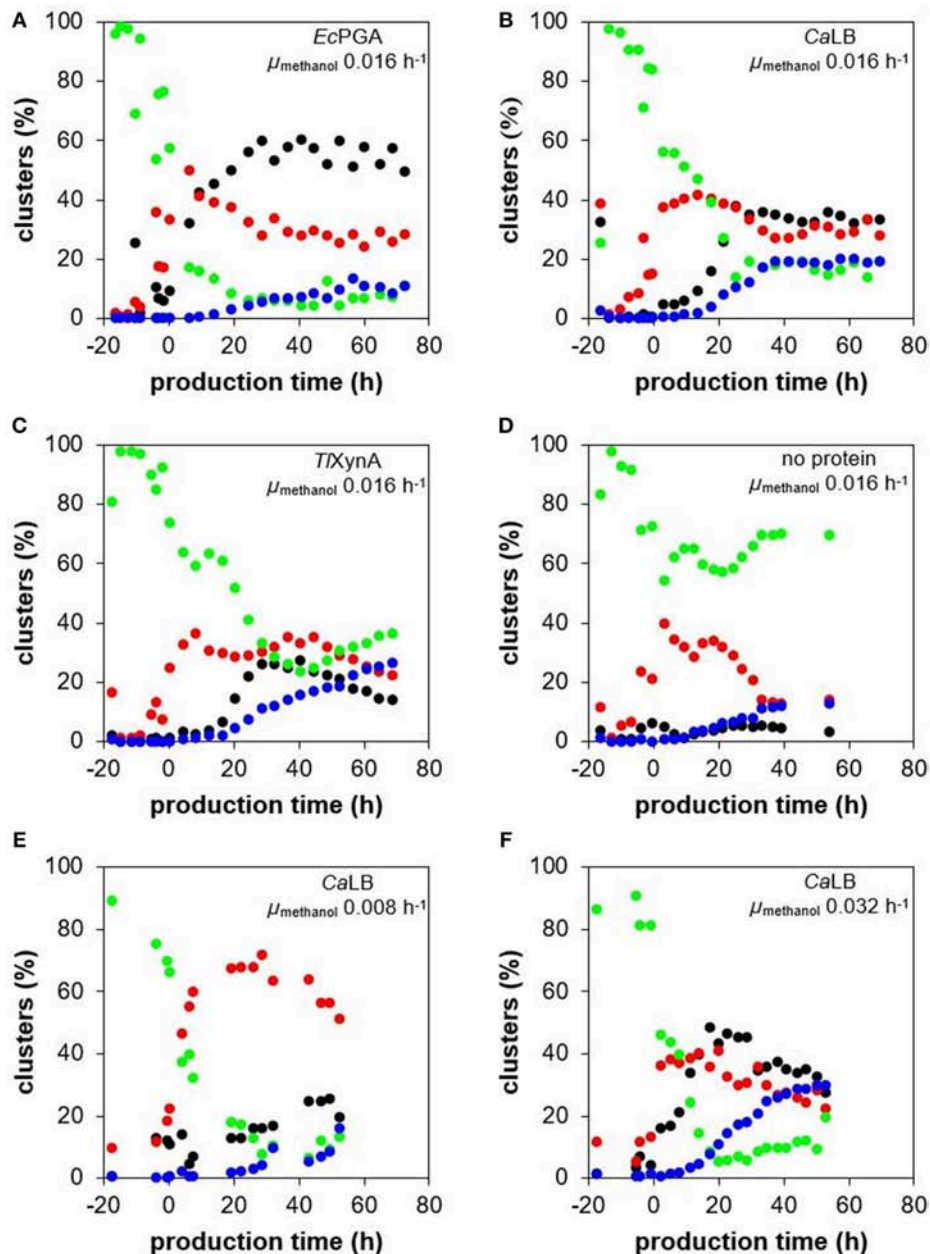 A
EcPGA
μmethanol 0.016 h-1
100
80
60
40
20
0
clusters (%)
-20 0 20 40 60 80
production time (h)
B
CaLB
μmethanol 0.016 h-1
100
80
60
40
20
0
clusters (%)
-20 0 20 40 60 80
production time (h)
C
TlXynA
μmethanol 0.016 h-1
100
80
60
40
20
0
clusters (%)
-20 0 20 40 60 80
production time (h)
D
no protein
μmethanol 0.016 h-1
100
80
60
40
20
0
clusters (%)
-20 0 20 40 60 80
production time (h)
E
CaLB
μmethanol 0.008 h-1
100
80
60
40
20
0
clusters (%)
-20 0 20 40 60 80
production time (h)
F
CaLB
μmethanol 0.032 h-1
100
80
60
40
20
0
clusters (%)
-20 0 20 40 60 80
production time (h)